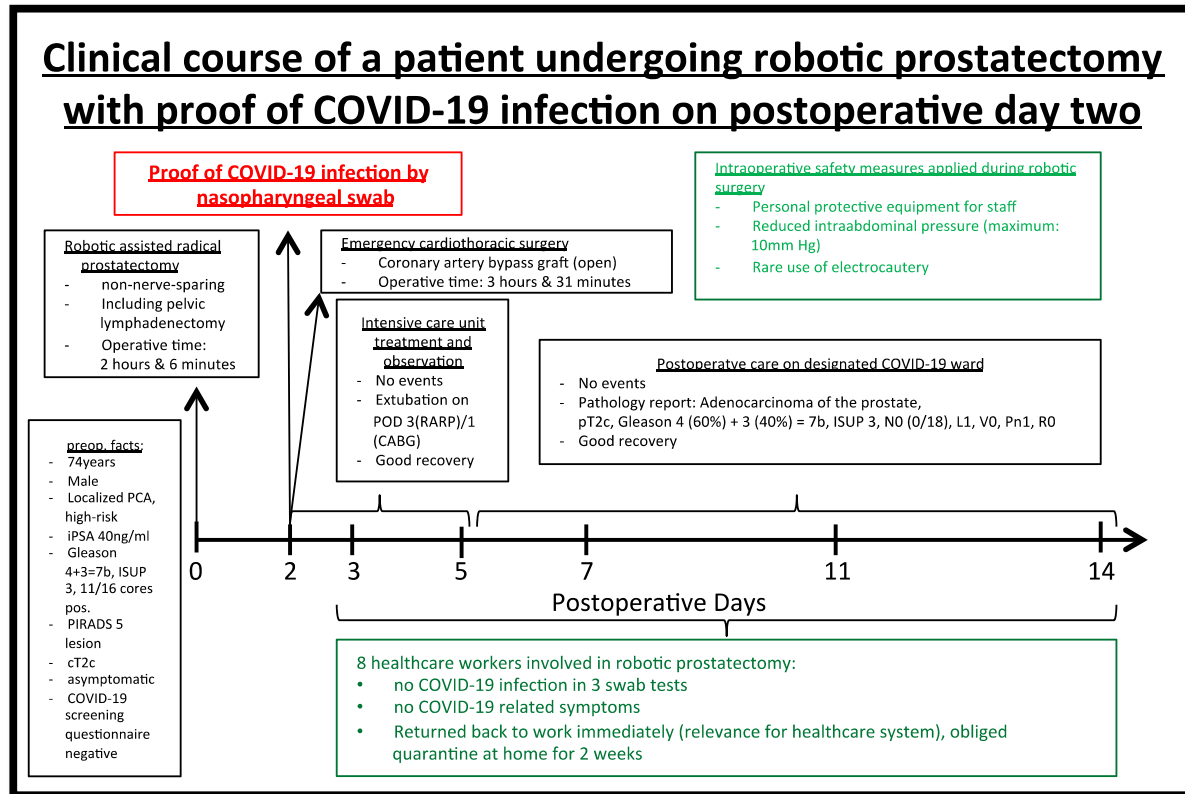 Clinical course of a patient undergoing robotic prostatectomy
with proof of COVID-19 infection on postoperative day two
Proof of COVID-19 infection by
nasopharyngeal swab
Intraoperative safety measures applied during robotic
surgery
- Personal protective equipment for staff
- Reduced intraabdominal pressure (maximum:
10mm Hg)
- Rare use of electrocautery
Robotic assisted radical
prostatectomy
- non-nerve-sparing
- Including pelvic
lymphadenectomy
- Operative time:
2 hours & 6 minutes
Emergency cardiothoracic surgery
- Coronary artery bypass graft (open)
- Operative time: 3 hours & 31 minutes
Intensive care unit
treatment and
observation
- No events
- Extubation on
POD 3(RARP)/1
(CABG)
- Good recovery
Postoperatve care on designated COVID-19 ward
- No events
- Pathology report: Adenocarcinoma of the prostate,
pT2c, Gleason 4 (60%) + 3 (40%) = 7b, ISUP 3, N0 (0/18), L1, V0, Pn1, R0
- Good recovery
preop. facts:
- 74years
- Male
- Localized PCA,
high-risk
- iPSA 40ng/ml
- Gleason
4+3=7b, ISUP
3, 11/16 cores
pos.
- PIRADS 5
lesion
- cT2c
- asymptomatic
- COVID-19
screening
questionnaire
negative
0 2 3 5 7 11 14
Postoperative Days
8 healthcare workers involved in robotic prostatectomy:
• no COVID-19 infection in 3 swab tests
• no COVID-19 related symptoms
• Returned back to work immediately (relevance for healthcare system), obliged
quarantine at home for 2 weeks